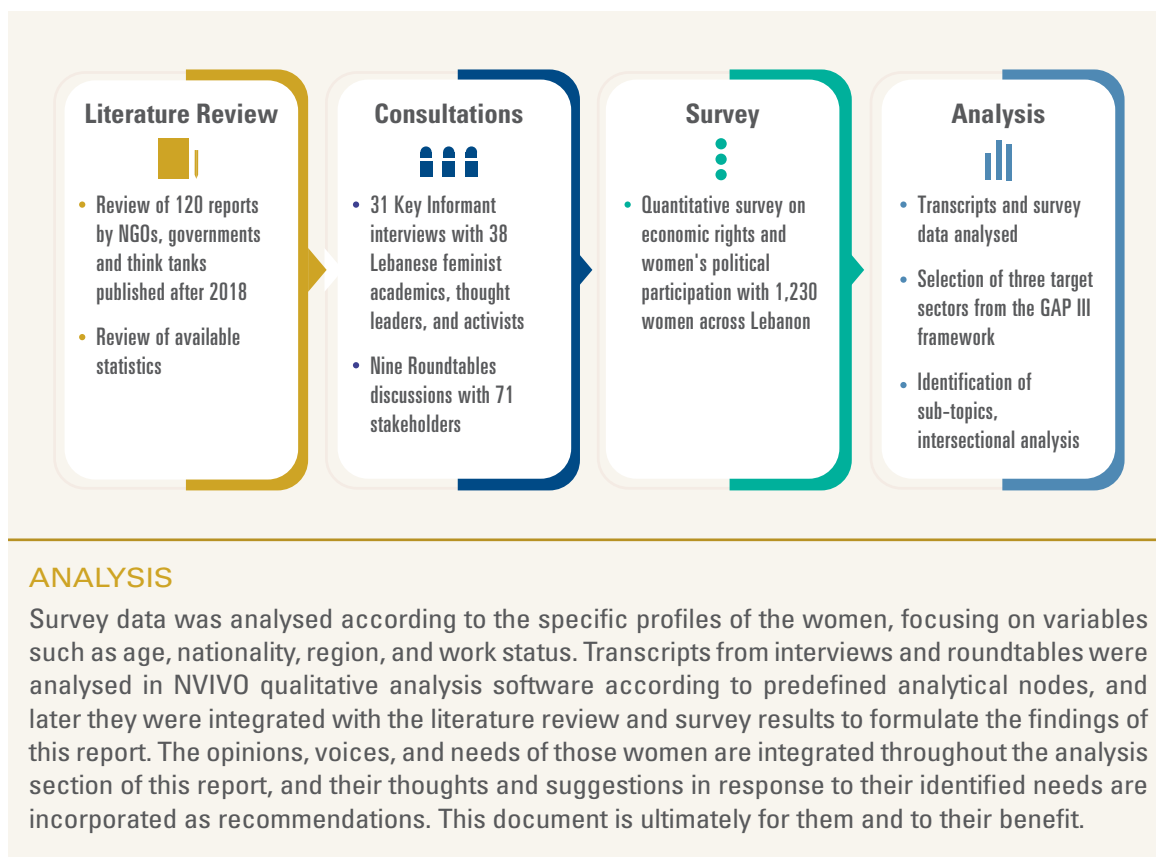 Literature Review
• Review of 120 reports
by NGOs, governments
and think tanks
published after 2018
• Review of available
statistics
Consultations
• 31 Key Informant
interviews with 38
Lebanese feminist
academics, thought
leaders, and activists
• Nine Roundtables
discussions with 71
stakeholders
Survey
• Quantitative survey on
economic rights and
women's political
participation with 1,230
women across Lebanon
Analysis
• Transcripts and survey
data analysed
• Selection of three target
sectors from the GAP III
framework
• Identification of
sub-topics,
intersectional analysis
ANALYSIS
Survey data was analysed according to the specific profiles of the women, focusing on variables
such as age, nationality, region, and work status. Transcripts from interviews and roundtables were
analysed in NVIVO qualitative analysis software according to predefined analytical nodes, and
later they were integrated with the literature review and survey results to formulate the findings of
this report. The opinions, voices, and needs of those women are integrated throughout the analysis
section of this report, and their thoughts and suggestions in response to their identified needs are
incorporated as recommendations. This document is ultimately for them and to their benefit.